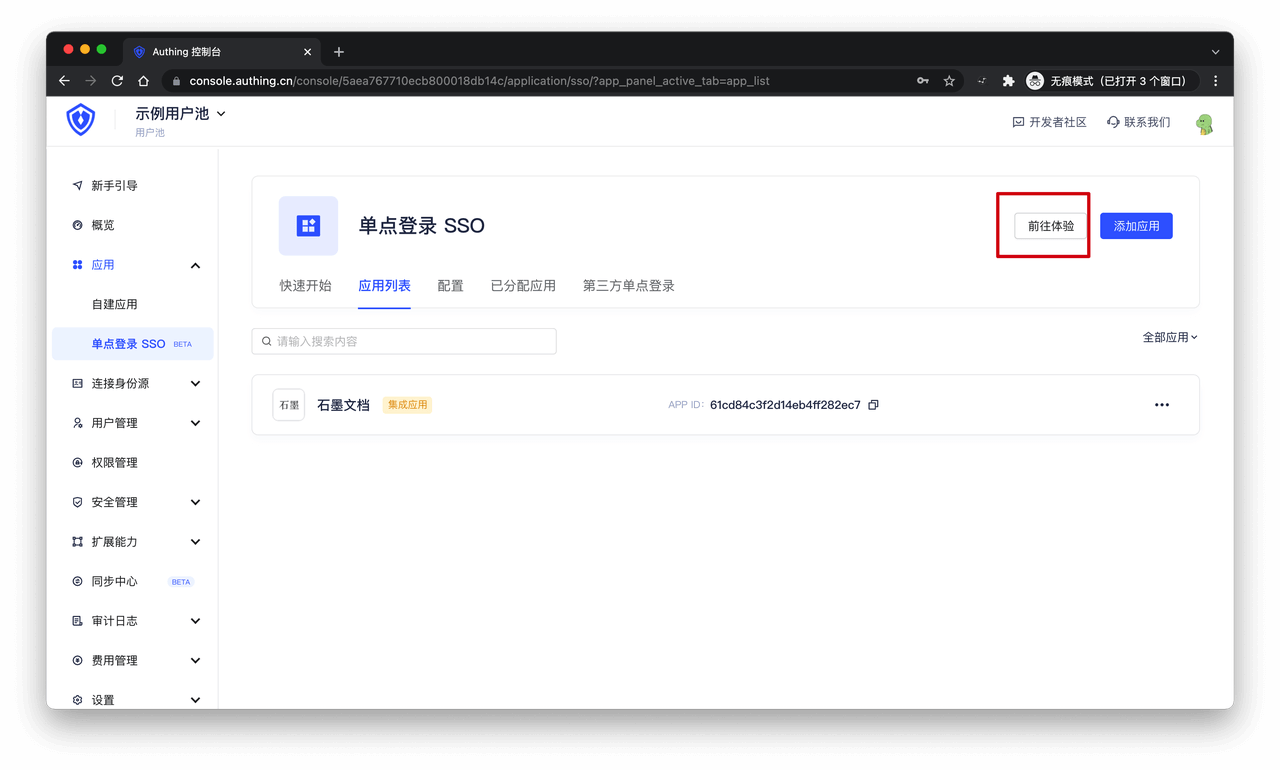 Authing 控制台
console.authing.cn/console/5aea767710ecb800018db14c/application/sso/?app_panel_active_tab=app_list
无痕模式（已打开 3 个窗口）
示例用户池
用户池
开发者社区
联系我们
新手引导
概览
应用
自建应用
单点登录 SSO BETA
连接身份源
用户管理
权限管理
安全管理
扩展能力
同步中心 BETA
审计日志
费用管理
设置
单点登录 SSO
前往体验
添加应用
快速开始 应用列表 配置 已分配应用 第三方单点登录
请输入搜索内容
全部应用
石墨 石墨文档 集成应用 APP ID: 61cd84c3f2d14eb4ff282ec7